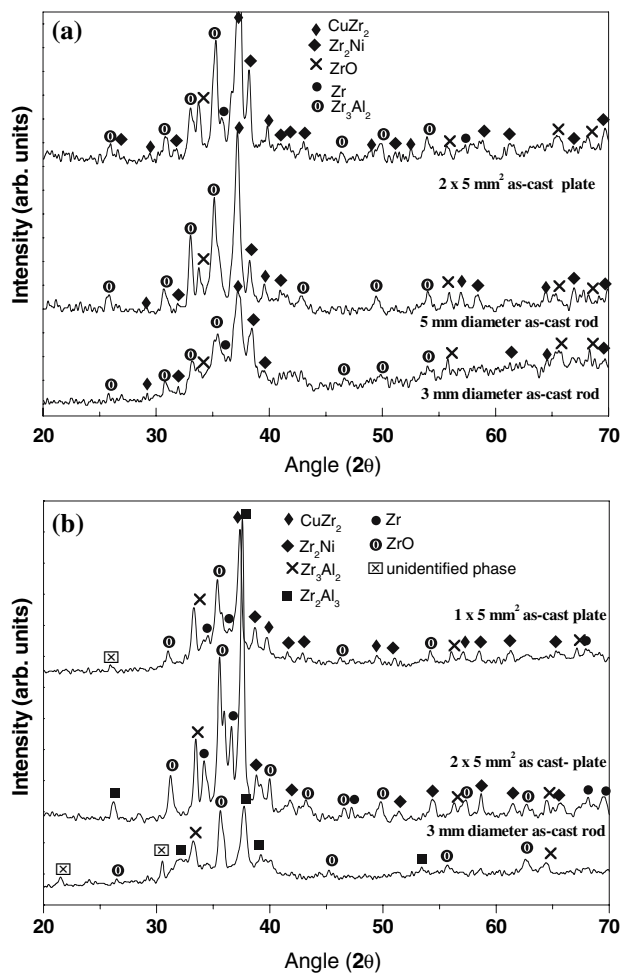 (a)
CuZr₂
Zr₂Ni
ZrO
Zr
Zr₃Al₂
2 x 5 mm² as-cast plate
5 mm diameter as-cast rod
3 mm diameter as-cast rod
Intensity (arb. units)
20 30 40 50 60 70
Angle (2θ)
(b)
CuZr₂
Zr
Zr₂Ni
ZrO
Zr₃Al₂
unidentified phase
Zr₂Al₃
1 x 5 mm² as-cast plate
2 x 5 mm² as cast- plate
3 mm diameter as-cast rod
Intensity (arb. units)
20 30 40 50 60 70
Angle (2θ)